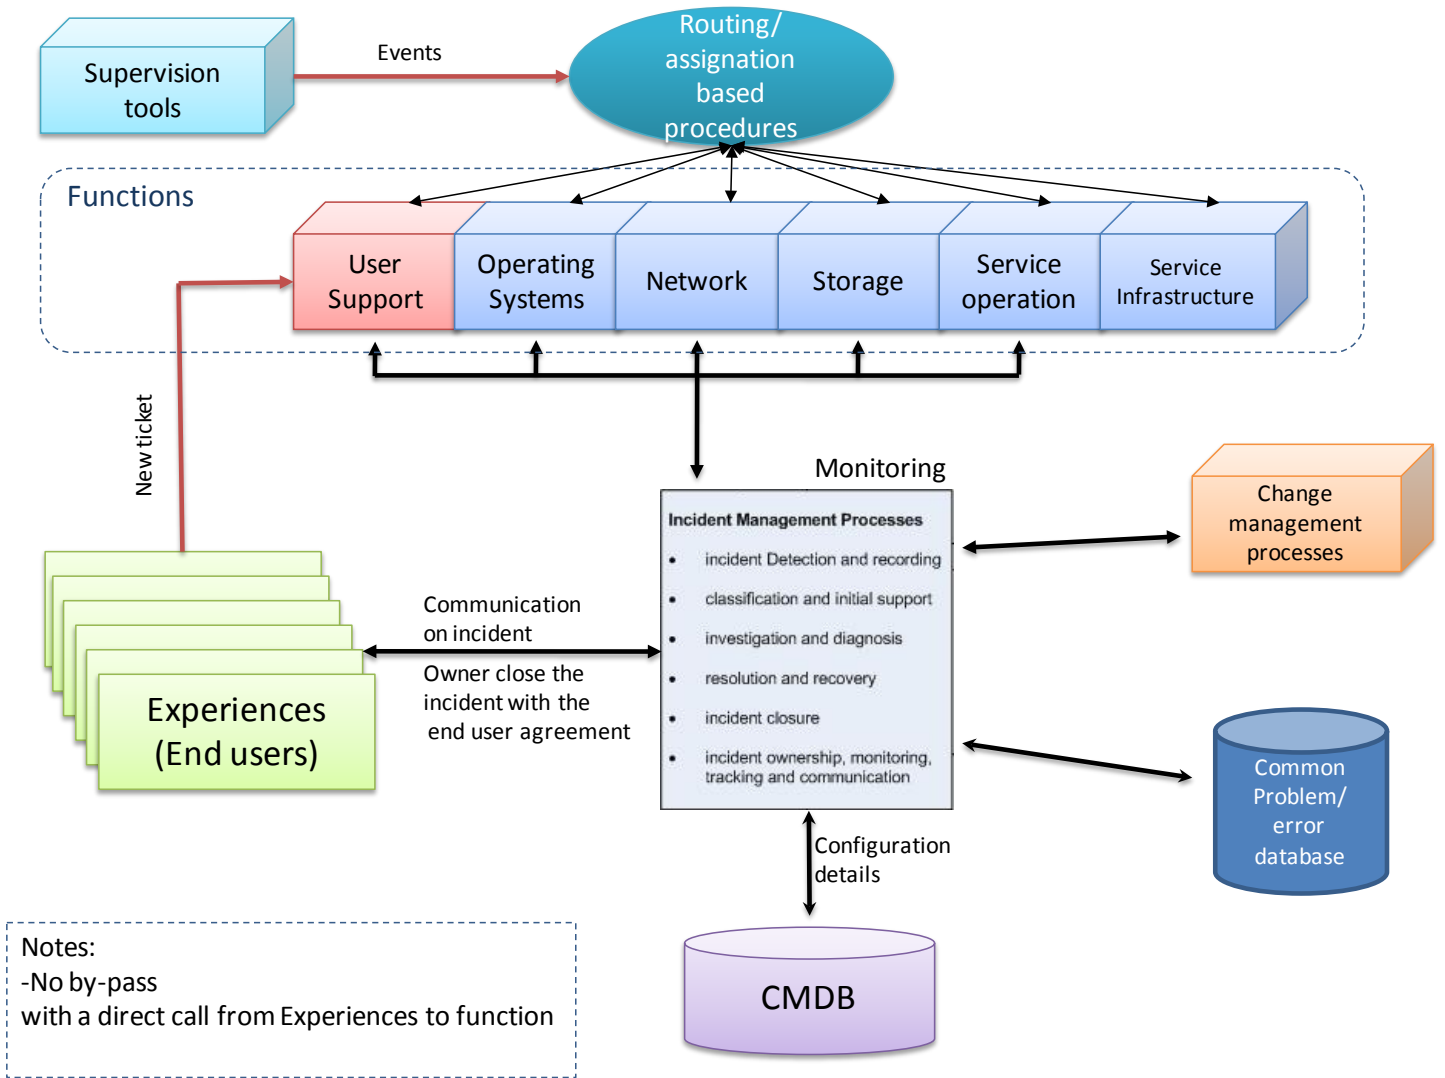 Supervision
tools
Events
Routing/
assignation
based
procedures
Functions
User
Support
Operating
Systems
Network
Storage
Service
operation
Service
Infrastructure
New ticket
Monitoring
Incident Management Processes
• incident Detection and recording
• classification and initial support
• investigation and diagnosis
• resolution and recovery
• incident closure
• incident ownership, monitoring,
tracking and communication
Change
management
processes
Communication
on incident
Owner close the
incident with the
end user agreement
Experiences
(End users)
Common
Problem/
error
database
Configuration
details
CMDB
Notes:
-No by-pass
with a direct call from Experiences to function